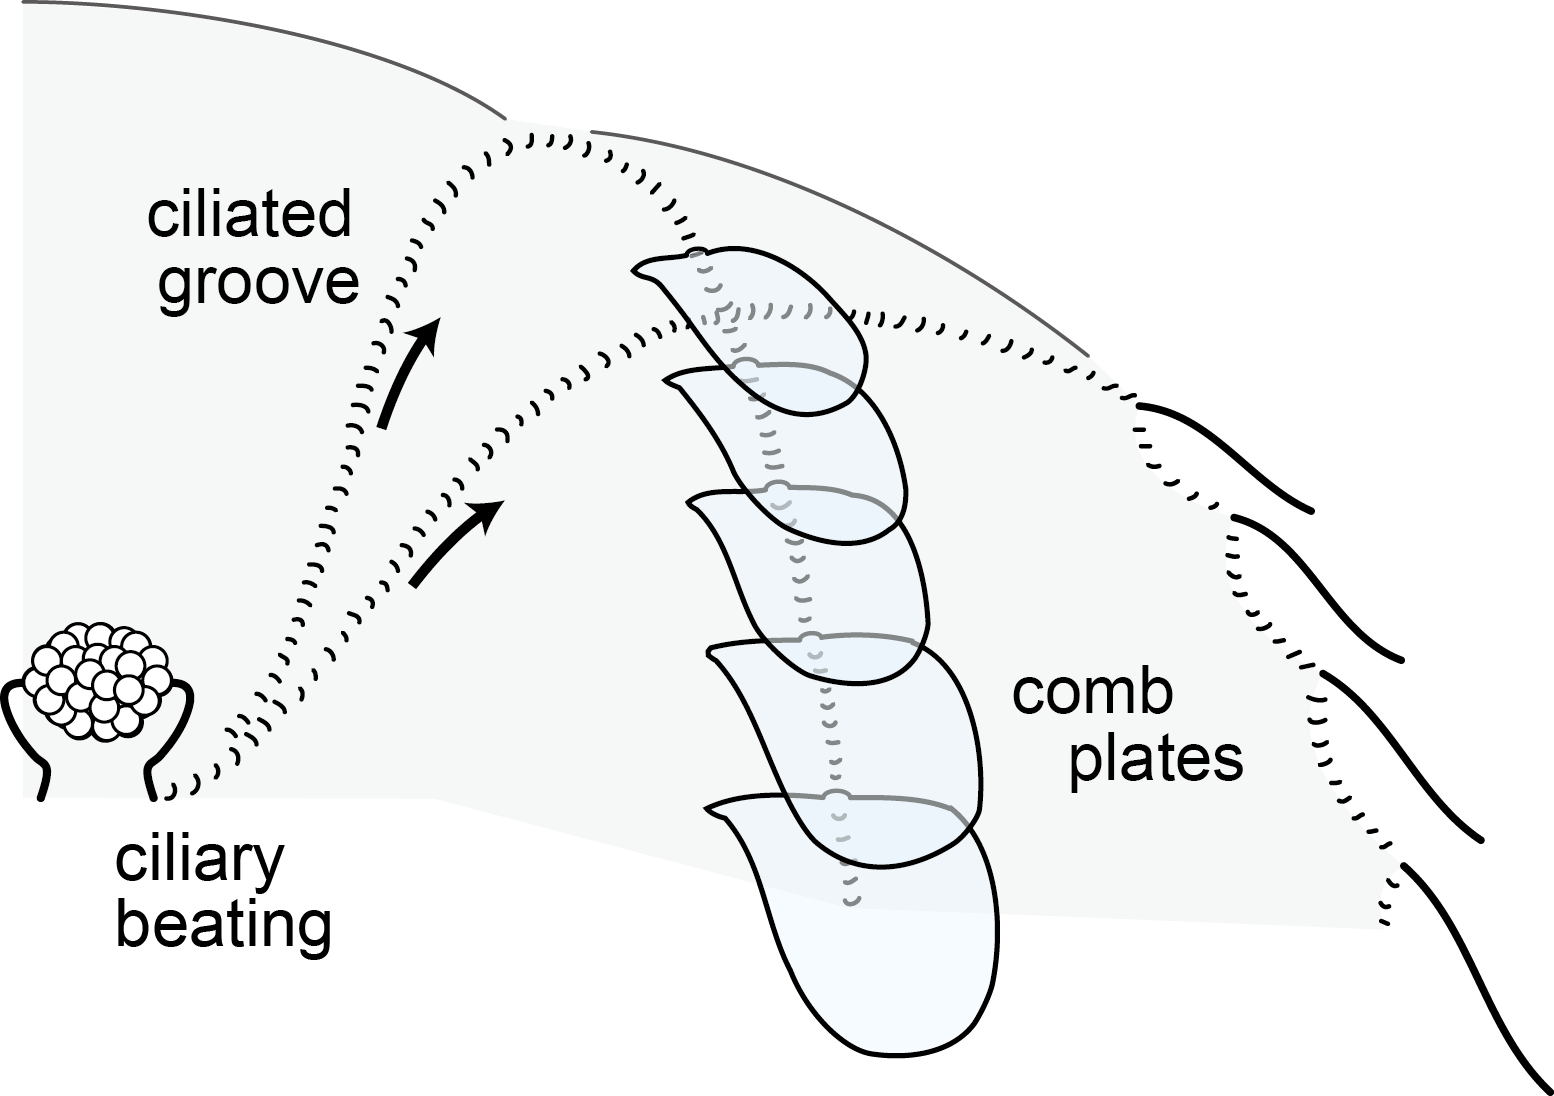 ciliated
groove
comb
plates
ciliary
beating